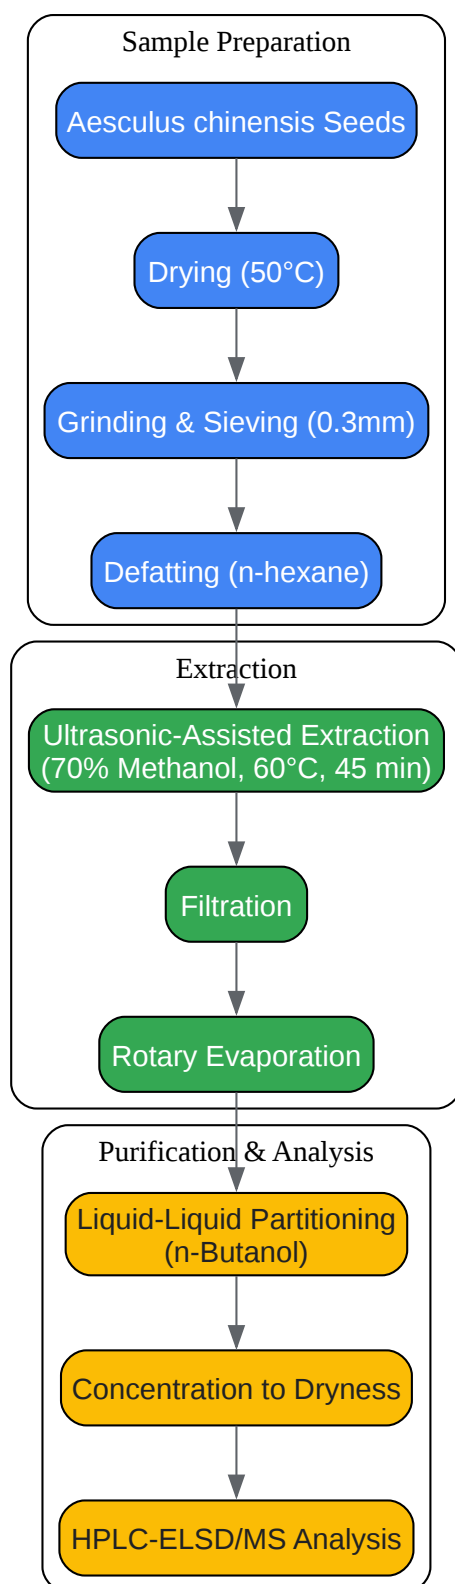 Sample Preparation
Aesculus chinensis Seeds
Drying (50°C)
Grinding & Sieving (0.3mm)
Defatting (n-hexane)
Extraction
Ultrasonic-Assisted Extraction
(70% Methanol, 60°C, 45 min)
Filtration
Rotary Evaporation
Purification & Analysis
Liquid-Liquid Partitioning
(n-Butanol)
Concentration to Dryness
HPLC-ELSD/MS Analysis